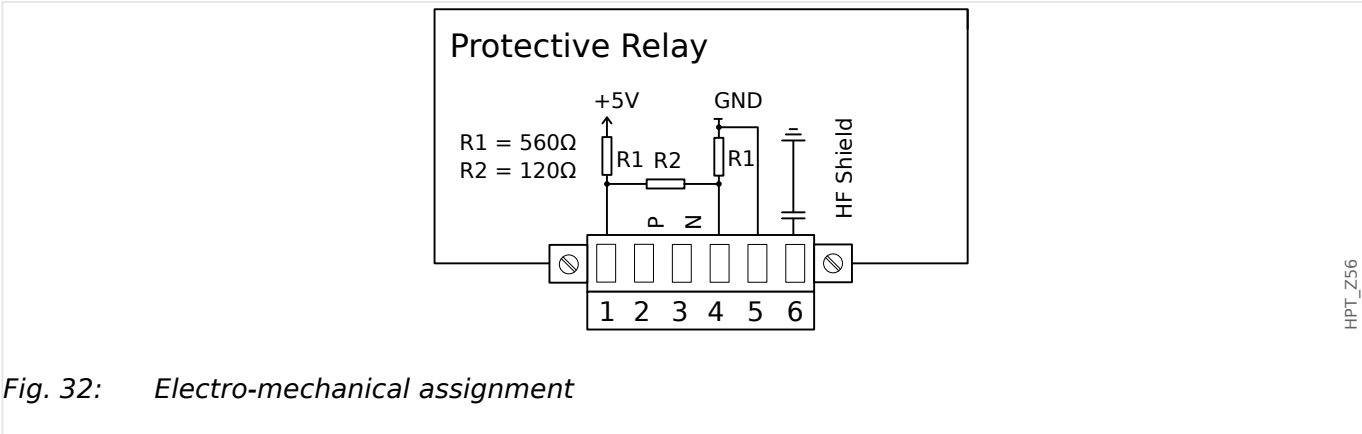 Protective Relay
+5V
GND
R1 = 560Ω
R2 = 120Ω
R1
R2
R1
HF Shield
P
N
1 2 3 4 5 6
HPT_Z56
Fig. 32: Electro-mechanical assignment